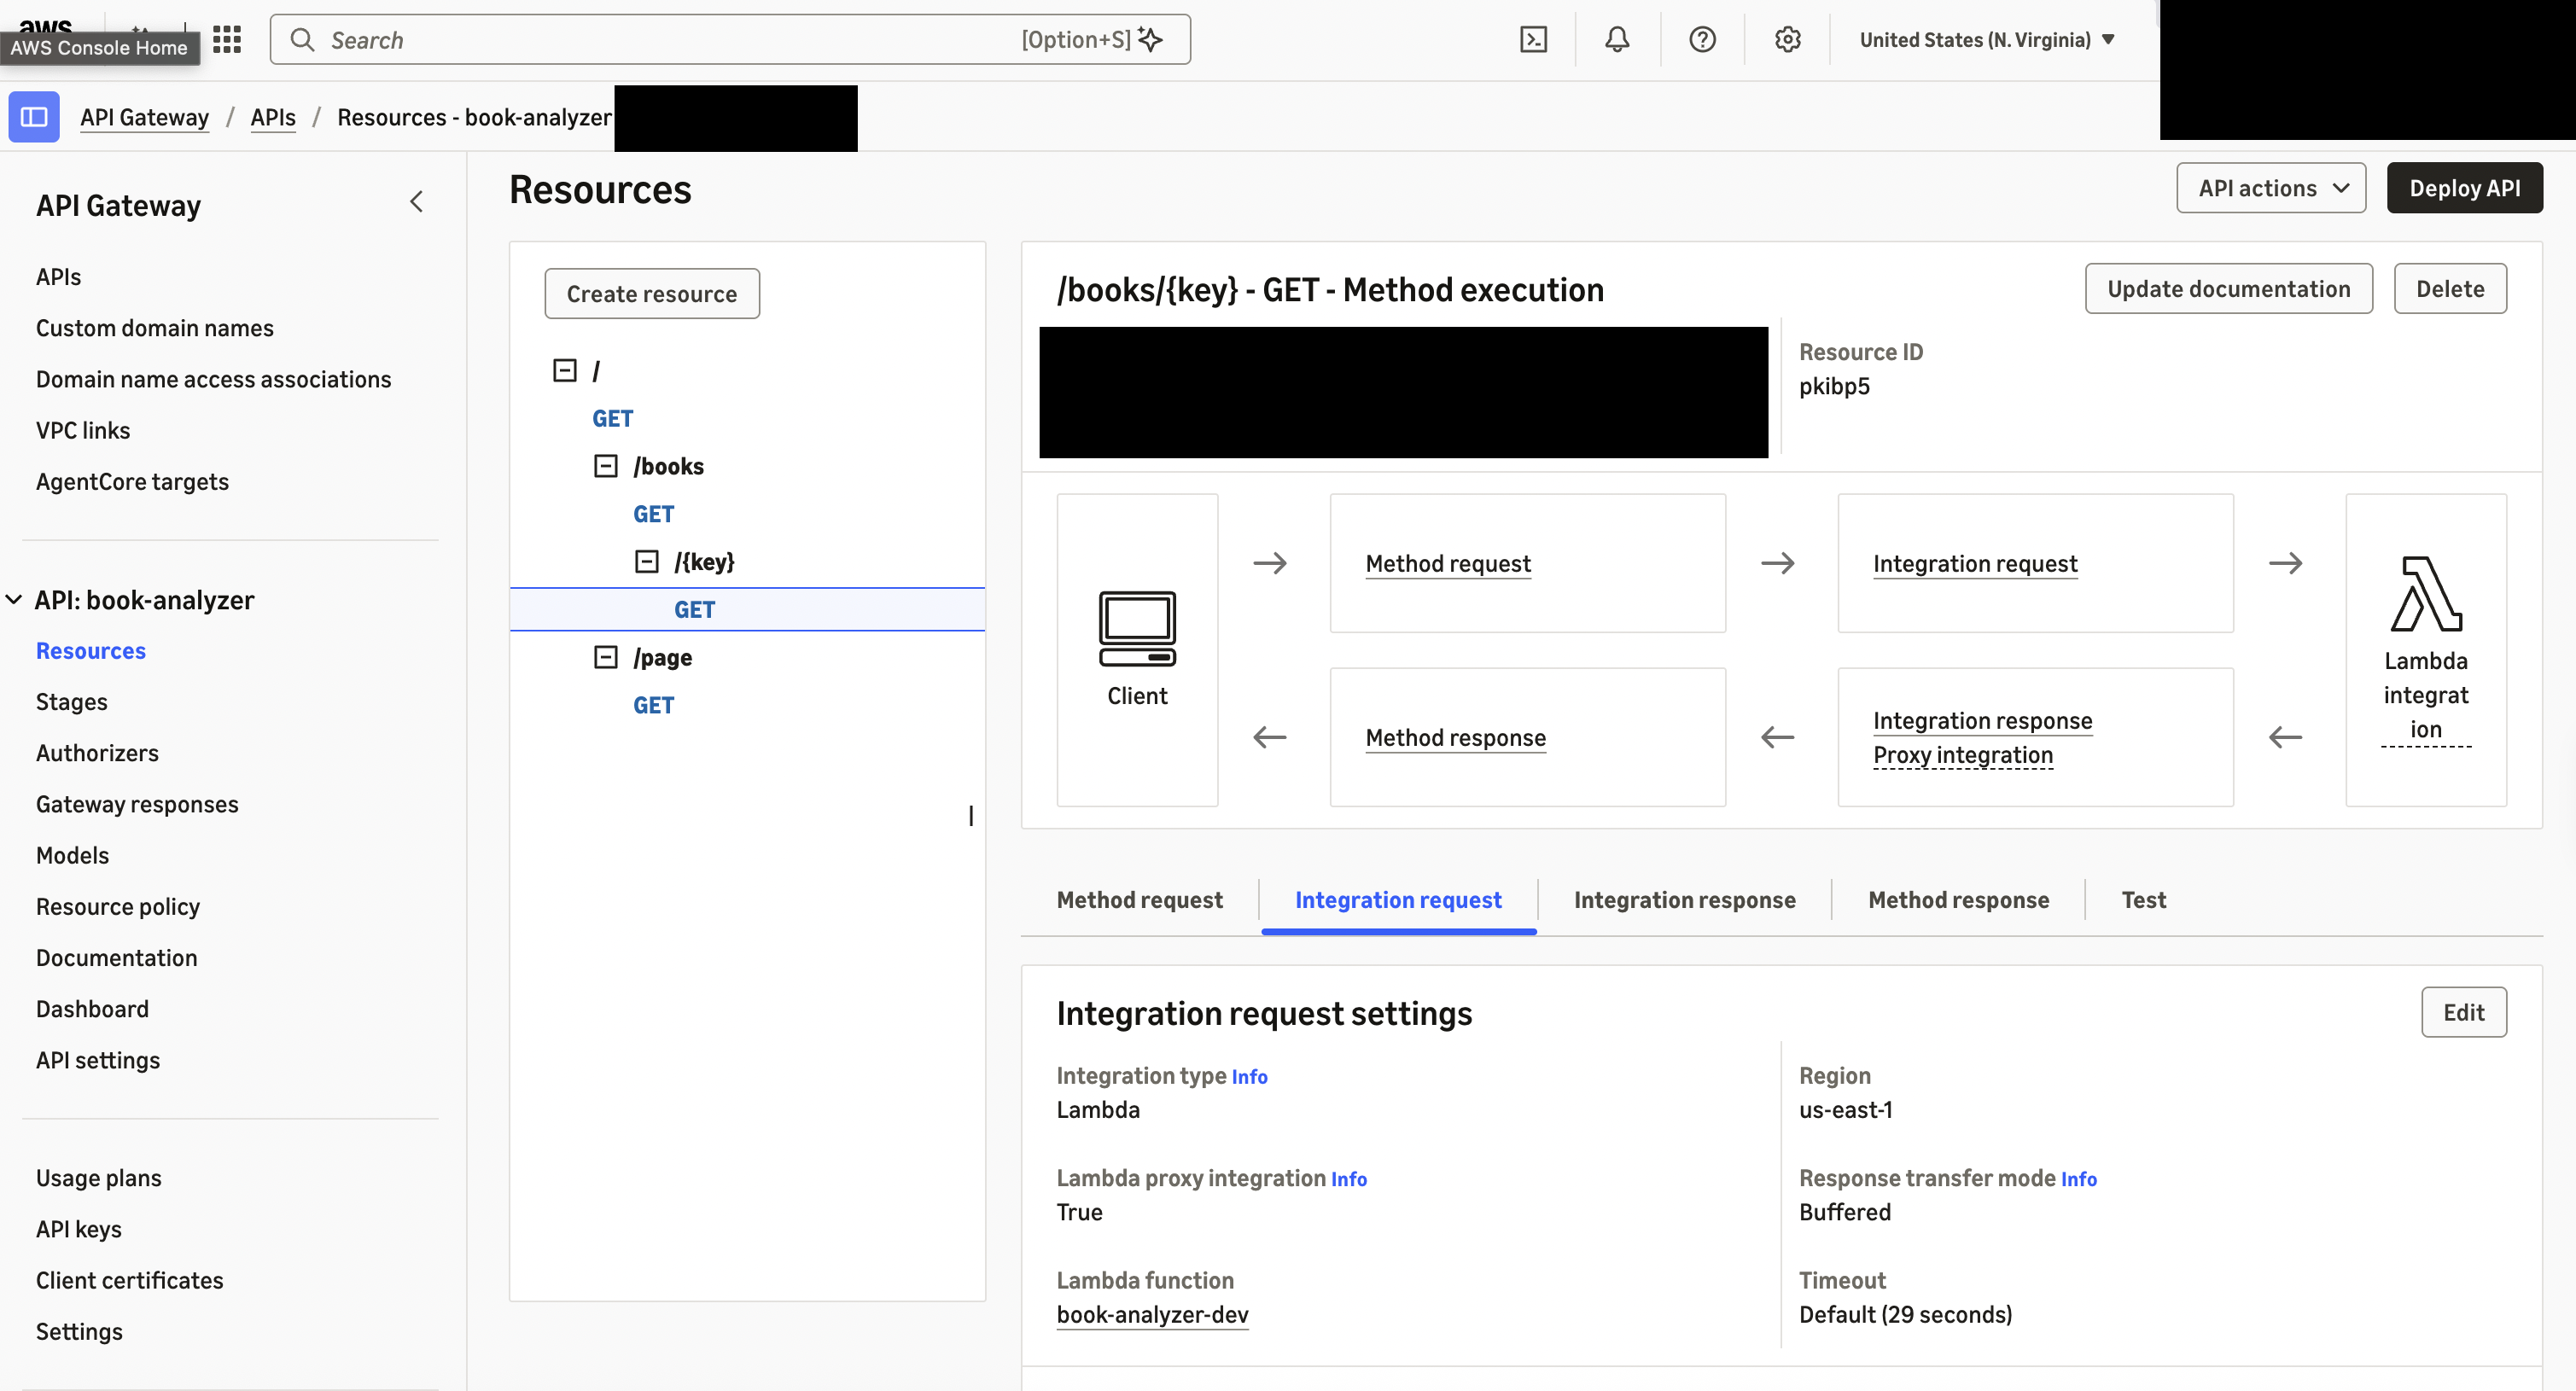 aws
AWS Console Home
Search
[Option+S]
United States (N. Virginia)
API Gateway / APIs / Resources - book-analyzer
API Gateway
APIs
Custom domain names
Domain name access associations
VPC links
AgentCore targets
API: book-analyzer
Resources
Stages
Authorizers
Gateway responses
Models
Resource policy
Documentation
Dashboard
API settings
Usage plans
API keys
Client certificates
Settings
Resources
API actions
Deploy API
Create resource
/
GET
/books
GET
/{key}
GET
/page
GET
/books/{key} - GET - Method execution
Update documentation
Delete
Resource ID
pkibp5
Client
Method request
Integration request
Lambda
integrat
ion
Method response
Integration response
Proxy integration
Method request
Integration request
Integration response
Method response
Test
Integration request settings
Edit
Integration type Info
Lambda
Region
us-east-1
Lambda proxy integration Info
True
Response transfer mode Info
Buffered
Lambda function
book-analyzer-dev
Timeout
Default (29 seconds)